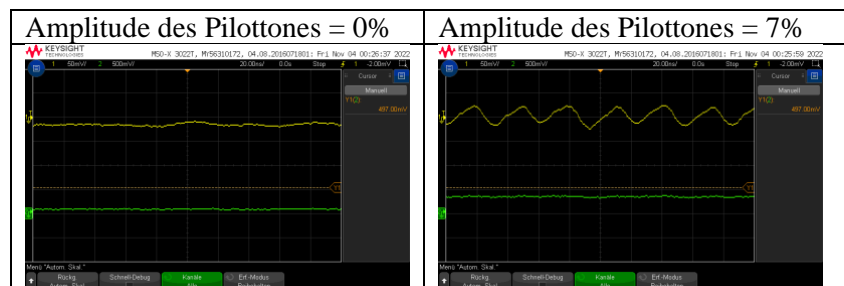 Amplitude des Pilottones = 0%
Amplitude des Pilottones = 7%
KEYSIGHT
TECHNOLOGIES
MSO-X 3022T, MY56310172, 04.08.2016071801: Fri Nov 04 00:26:37 2022
1 50mV/ 2 500mV/ 20.00ns/ 0.0s Stop 1 -2.00mV
Cursor
Manuell
Y1(2)
497.00mV
Y1
Menü "Autom. Skal."
Rückg. Schnell-Debug Kanäle Erf.-Modus
KEYSIGHT
TECHNOLOGIES
MSO-X 3022T, MY56310172, 04.08.2016071801: Fri Nov 04 00:25:59 2022
1 50mV/ 2 500mV/ 20.00ns/ 0.0s Stop 1 -2.00mV
Cursor
Manuell
Y1(2)
497.00mV
Y1
Menü "Autom. Skal."
Rückg. Schnell-Debug Kanäle Erf.-Modus